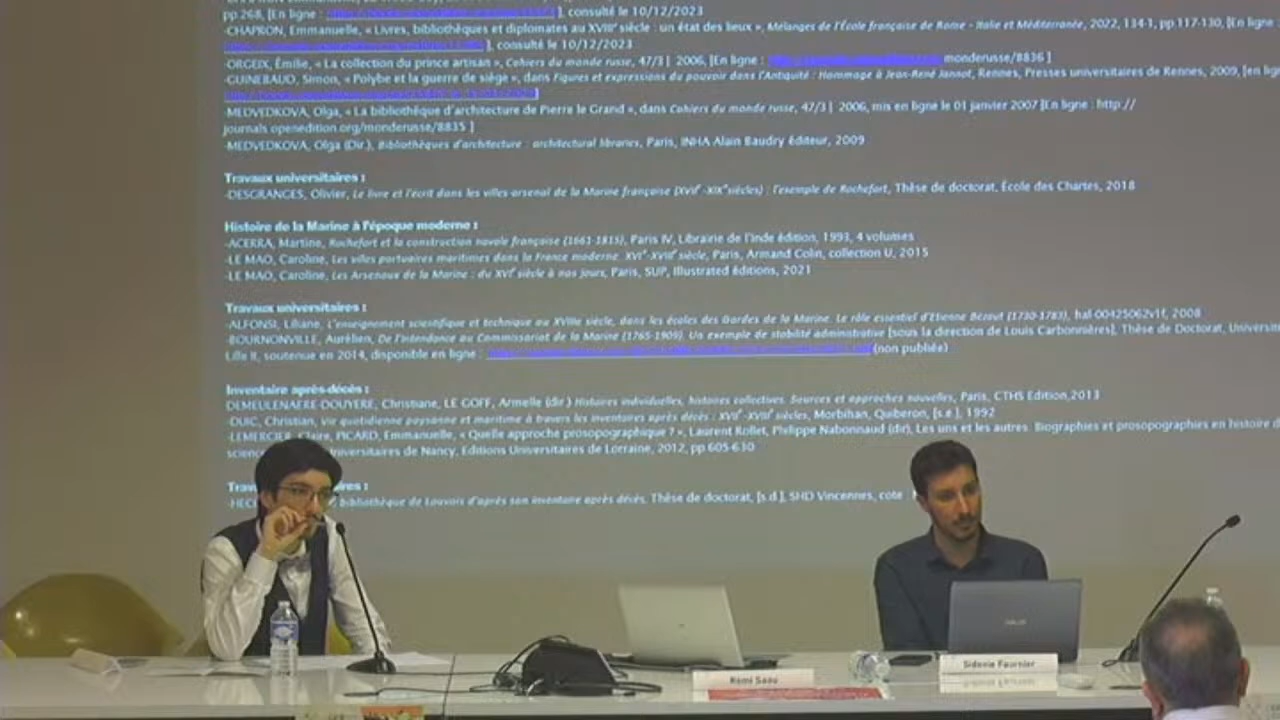 pp.268, [En ligne : ], consulté le 10/12/2023
-CHAPRON, Emmanuelle, « Livres, bibliothèques et diplomates au XVIIIᵉ siècle : un état des lieux », Mélanges de l'École française de Rome - Italie et Méditerranée, 2022, 134-1, pp.117-130, [En ligne :
], consulté le 10/12/2023
-ORGEIX, Émilie, « La collection du prince artisan », Cahiers du monde russe, 47/3 | 2006, [En ligne : monderusse/8836 ]
-GUINEBAUD, Simon, « Polybe et la guerre de siège », dans Figures et expressions du pouvoir dans l'Antiquité : Hommage à Jean-René Jannot, Rennes, Presses universitaires de Rennes, 2009, [en lig
]
-MEDVEDKOVA, Olga, « La bibliothèque d'architecture de Pierre le Grand », dans Cahiers du monde russe, 47/3 | 2006, mis en ligne le 01 janvier 2007 [En ligne : http://
journals.openedition.org/monderusse/8835 ]
-MEDVEDKOVA, Olga (Dir.), Bibliothèques d'architecture : architectural libraries, Paris, INHA Alain Baudry éditeur, 2009
Travaux universitaires :
-DESGRANGES, Olivier, Le livre et l'écrit dans les villes-arsenal de la Marine française (XVIIᵉ -XIXᵉ siècles) : l'exemple de Rochefort, Thèse de doctorat, École des Chartes, 2018
Histoire de la Marine à l'époque moderne :
-ACERRA, Martine, Rochefort et la construction navale française (1661-1815), Paris IV, Librairie de l'Inde édition, 1993, 4 volumes
-LE MAO, Caroline, Les villes portuaires maritimes dans la France moderne. XVIᵉ-XVIIIᵉ siècle, Paris, Armand Colin, collection U, 2015
-LE MAO, Caroline, Les Arsenaux de la Marine : du XVIᵉ siècle à nos jours, Paris, SUP, Illustrated éditions, 2021
Travaux universitaires :
-ALFONSI, Liliane, L'enseignement scientifique et technique au XVIIIe siècle, dans les écoles des Gardes de la Marine. Le rôle essentiel d'Etienne Bézout (1730-1783), hal-00425062v1f, 2008
-BOURNONVILLE, Aurélien, De l'Intendance au Commissariat de la Marine (1765-1909). Un exemple de stabilité administrative [sous la direction de Louis Carbonnières], Thèse de Doctorat, Universit
Lille II, soutenue en 2014, disponible en ligne : (non publiée)
Inventaire après-décès :
DEMEULENAERE-DOUYERE, Christiane, LE GOFF, Armelle (dir.) Histoires individuelles, histoires collectives. Sources et approches nouvelles, Paris, CTHS Edition,2013
-DUIC, Christian, Vie quotidienne paysanne et maritime à travers les inventaires après décès : XVIIᵉ -XVIIIᵉ siècles, Morbihan, Quiberon, [s.e.], 1992
-LEMERCIER Claire, PICARD, Emmanuelle, « Quelle approche prosopographique ? », Laurent Rollet, Philippe Nabonnaud (dir), Les uns et les autres. Biographies et prosopographies en histoire d
scienc niversitaires de Nancy, Editions Universitaires de Lorraine, 2012, pp.605-630
Trav res :
bibliothèque de Louvois d'après son inventaire après décès, Thèse de doctorat, [s.d.], SHD Vincennes, cote :
Rémi Saou
Sidonie Fournier